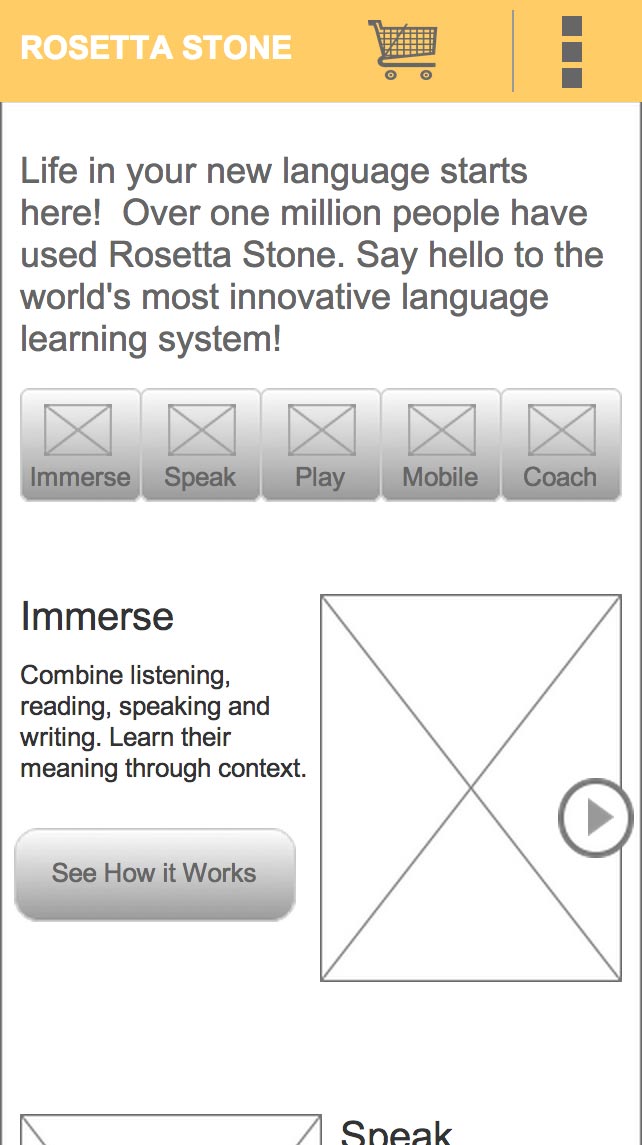 ROSETTA STONE
Life in your new language starts
here!  Over one million people have
used Rosetta Stone. Say hello to the
world's most innovative language
learning system!
Immerse Speak Play Mobile Coach
Immerse
Combine listening,
reading, speaking and
writing. Learn their
meaning through context.
See How it Works
Speak